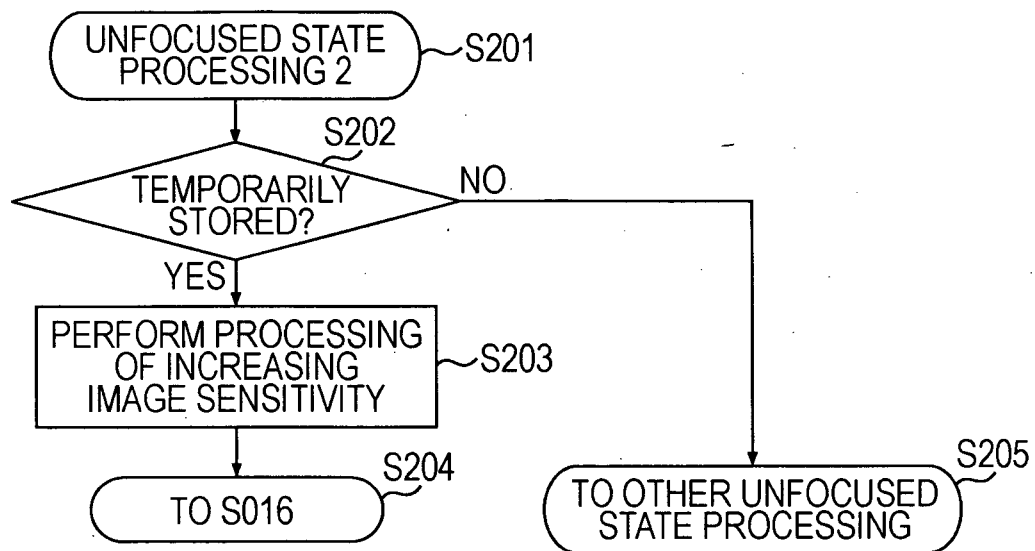 UNFOCUSED STATE
PROCESSING 2
S201
S202
TEMPORARILY
STORED?
NO
YES
PERFORM PROCESSING
OF INCREASING
IMAGE SENSITIVITY
S203
S204
TO S016
S205
TO OTHER UNFOCUSED
STATE PROCESSING